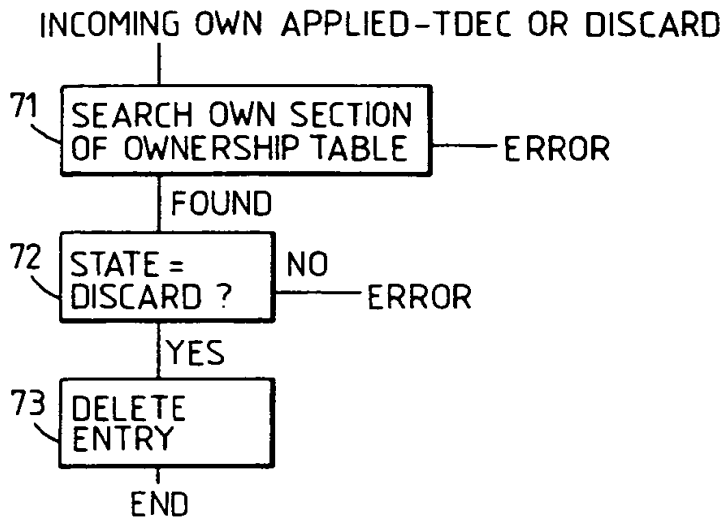 INCOMING OWN APPLIED-TDEC OR DISCARD
71
SEARCH OWN SECTION
OF OWNERSHIP TABLE
ERROR
FOUND
72
STATE =
DISCARD ?
NO
ERROR
YES
73
DELETE
ENTRY
END